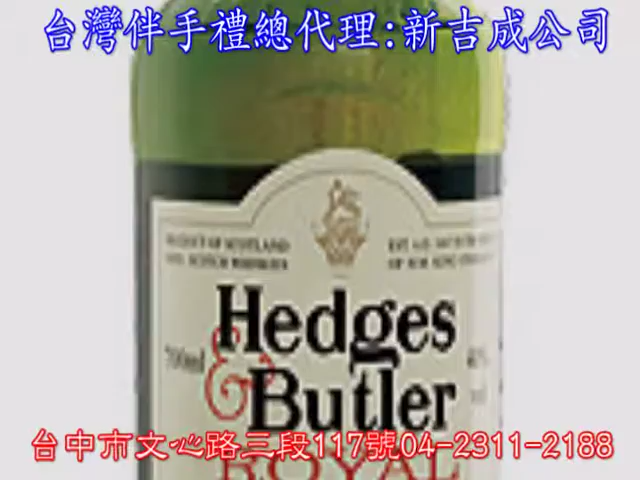 台灣伴手禮總代理:新吉成公司
Hedges
& Butler
700ml
ROYAL
台中市文心路三段117號04-2311-2188